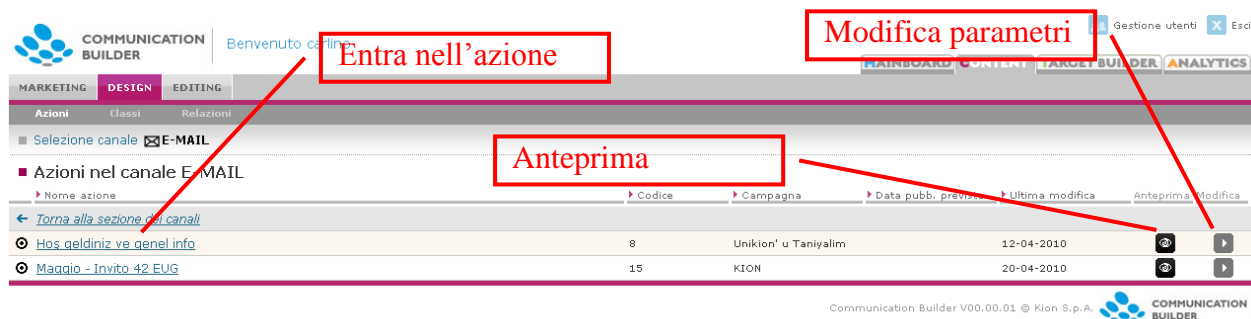 Gestione utenti Esci
COMMUNICATION
BUILDER
Benvenuto carlino
Entra nell'azione
Modifica parametri
MAINBOARD CONTENT TARGET BUILDER ANALYTICS
MARKETING DESIGN EDITING
Azioni Classi Relazioni
Selezione canale E-MAIL
Anteprima
Azioni nel canale E-MAIL
Nome azione Codice Campagna Data pubb. prevista Ultima modifica Anteprima Modifica
Torna alla sezione dei canali
Hoş geldiniz ve genel info 8 Unikion' u Taniyalim 12-04-2010
Maggio - Invito 42 EUG 15 KION 20-04-2010
Communication Builder V00.00.01 @ Kion S.p.A.
COMMUNICATION
BUILDER